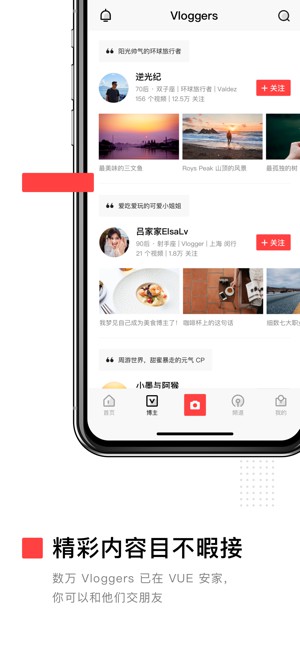 Vloggers
❝ 阳光帅气的环球旅行者
逆光纪
70后 · 双子座 | 环球旅行者 | Valdez
156 个视频 | 12.5万 关注
+ 关注
最美味的三文鱼
Roys Peak 山顶的风景
最孤独的树
❝ 爱吃爱玩的可爱小姐姐
吕家家ElsaLv
90后 · 射手座 | Vlogger | 上海 闵行
21 个视频 | 1.6万 关注
+ 关注
我梦见自己成为美食博主了!
咖啡杯上的这句话
细数七大职
❝ 周游世界,甜蜜暴走的元气 CP
小墨与阿猴
首页
博主
频道
我的
精彩内容目不暇接
数万 Vloggers 已在 VUE 安家,
你可以和他们交朋友